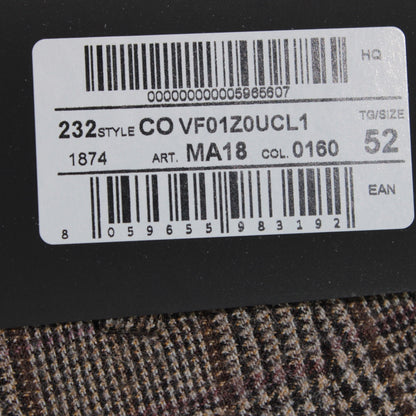 HQ
000000000005965607
232 STYLE CO VF01Z0UCL1 TG/SIZE
1874 ART. MA18 COL. 0160 52
EAN
8 059655 983192